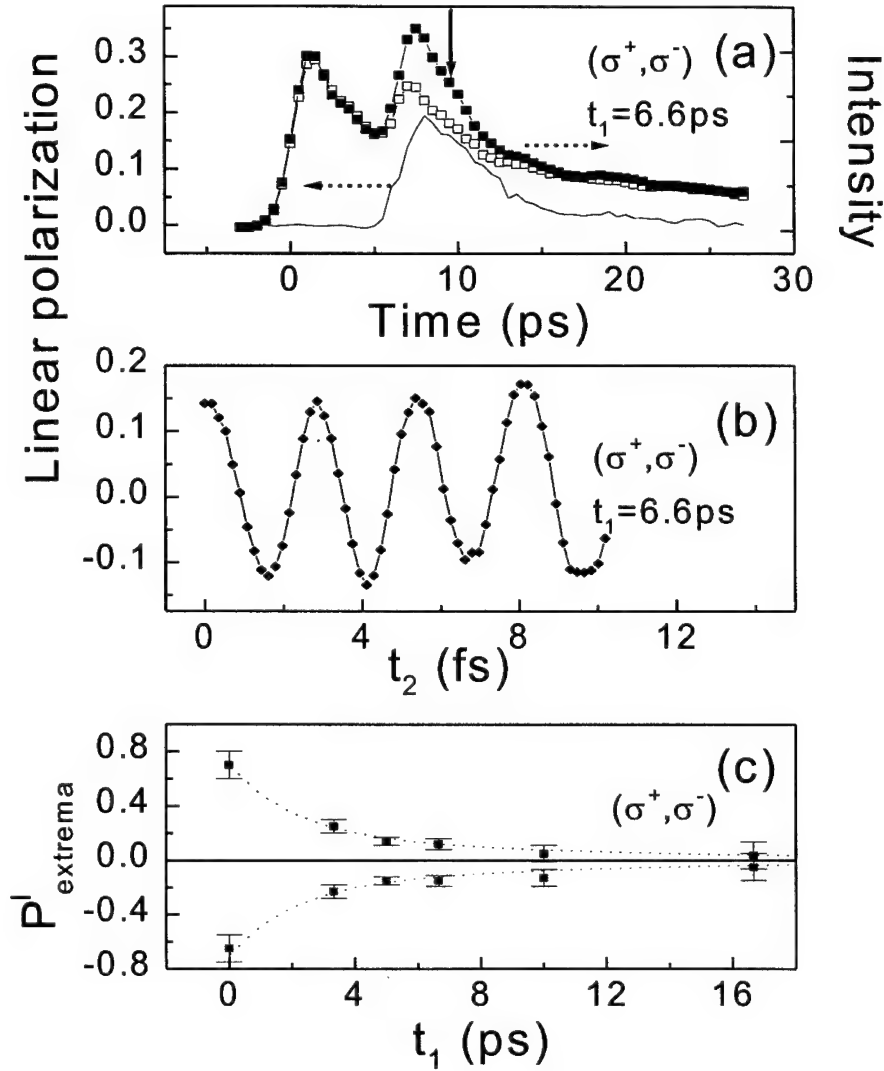 Linear polarization
Intensity
0.3
0.2
0.1
0.0
(a)
(σ⁺,σ⁻)
t₁=6.6ps
0 10 20 30
Time (ps)
0.2
0.1
0.0
-0.1
(b)
(σ⁺,σ⁻)
t₁=6.6ps
0 4 8 12
t₂ (fs)
Pˡextrema
0.8
0.4
0.0
-0.4
-0.8
(c)
(σ⁺,σ⁻)
0 4 8 12 16
t₁ (ps)